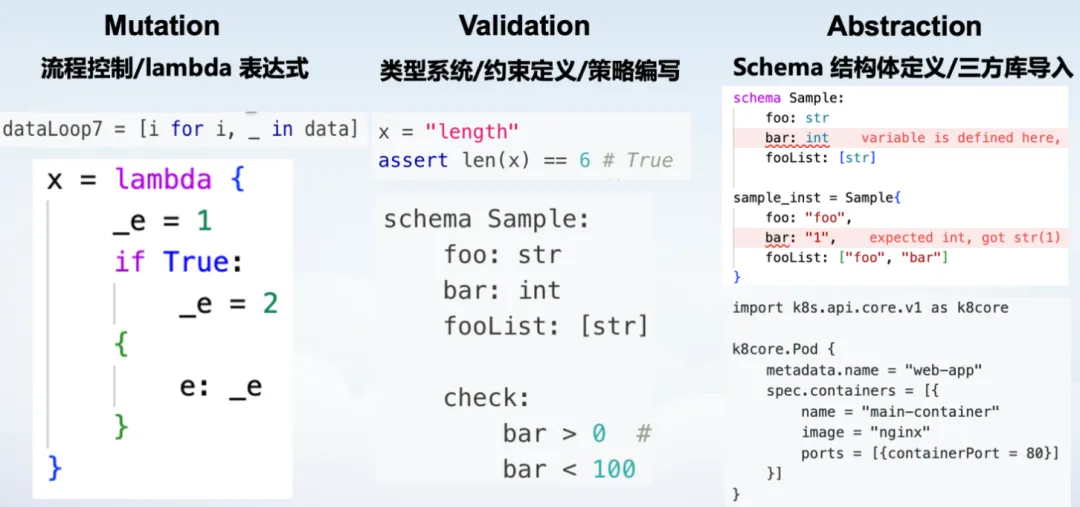 Mutation
流程控制/lambda 表达式
dataLoop7 = [i for i, _ in data]
x = lambda {
_e = 1
if True:
_e = 2
{
e: _e
}
}
Validation
类型系统/约束定义/策略编写
x = "length"
assert len(x) == 6 # True
schema Sample:
foo: str
bar: int
fooList: [str]
check:
bar > 0 #
bar < 100
Abstraction
Schema 结构体定义/三方库导入
schema Sample:
foo: str
bar: int variable is defined here,
fooList: [str]
sample_inst = Sample{
foo: "foo",
bar: "1", expected int, got str(1)
fooList: ["foo", "bar"]
}
import k8s.api.core.v1 as k8core
k8core.Pod {
metadata.name = "web-app"
spec.containers = [{
name = "main-container"
image = "nginx"
ports = [{containerPort = 80}]
}]
}